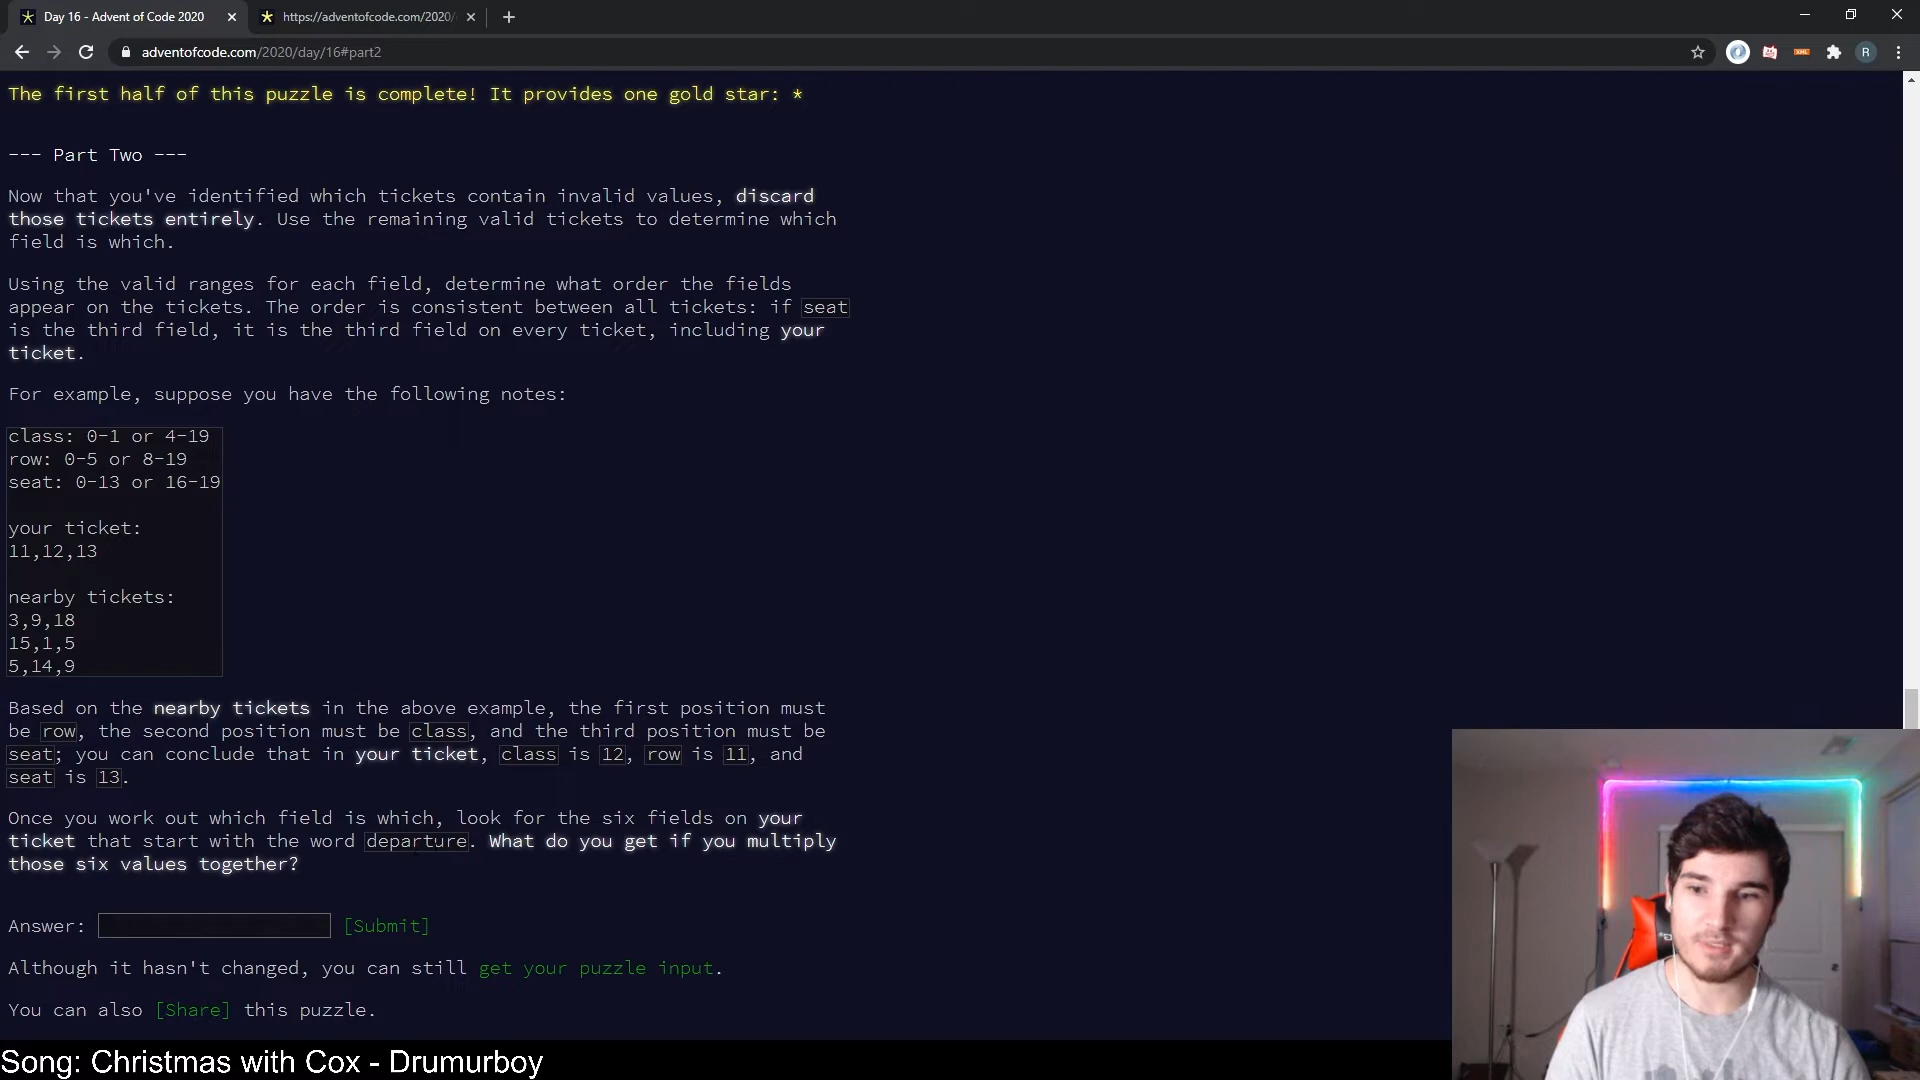 Day 16 - Advent of Code 2020
https://adventofcode.com/2020/
adventofcode.com/2020/day/16#part2
R
The first half of this puzzle is complete! It provides one gold star: *
--- Part Two ---
Now that you've identified which tickets contain invalid values, discard
those tickets entirely. Use the remaining valid tickets to determine which
field is which.
Using the valid ranges for each field, determine what order the fields
appear on the tickets. The order is consistent between all tickets: if seat
is the third field, it is the third field on every ticket, including your
ticket.
For example, suppose you have the following notes:
class: 0-1 or 4-19
row: 0-5 or 8-19
seat: 0-13 or 16-19
your ticket:
11,12,13
nearby tickets:
3,9,18
15,1,5
5,14,9
Based on the nearby tickets in the above example, the first position must
be row, the second position must be class, and the third position must be
seat; you can conclude that in your ticket, class is 12, row is 11, and
seat is 13.
Once you work out which field is which, look for the six fields on your
ticket that start with the word departure. What do you get if you multiply
those six values together?
Answer: [Submit]
Although it hasn't changed, you can still get your puzzle input.
You can also [Share] this puzzle.
Song: Christmas with Cox - Drumurboy